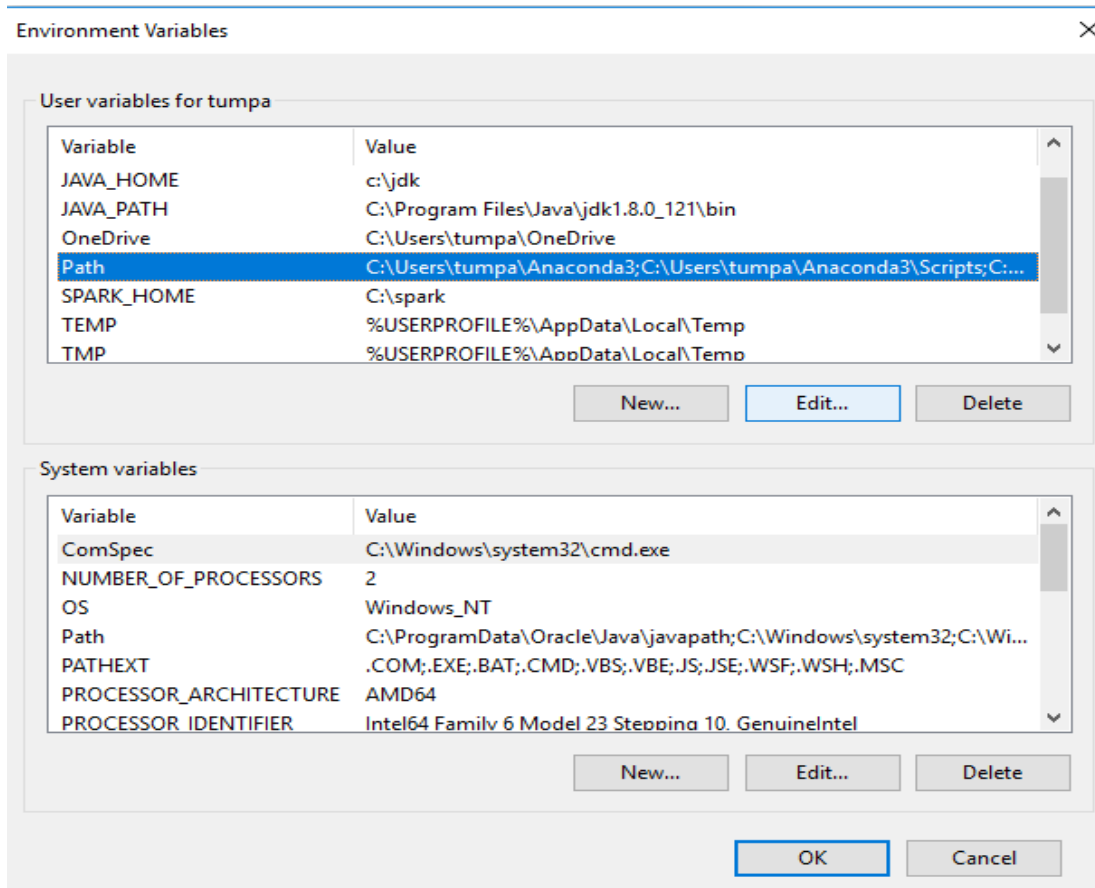 Environment Variables
User variables for tumpa
Variable Value
JAVA_HOME c:\jdk
JAVA_PATH C:\Program Files\Java\jdk1.8.0_121\bin
OneDrive C:\Users\tumpa\OneDrive
Path C:\Users\tumpa\Anaconda3;C:\Users\tumpa\Anaconda3\Scripts;C:...
SPARK_HOME C:\spark
TEMP %USERPROFILE%\AppData\Local\Temp
TMP %USERPROFILE%\AppData\Local\Temp
New... Edit... Delete
System variables
Variable Value
ComSpec C:\Windows\system32\cmd.exe
NUMBER_OF_PROCESSORS 2
OS Windows_NT
Path C:\ProgramData\Oracle\Java\javapath;C:\Windows\system32;C:\Wi...
PATHEXT .COM;.EXE;.BAT;.CMD;.VBS;.VBE;.JS;.JSE;.WSF;.WSH;.MSC
PROCESSOR_ARCHITECTURE AMD64
PROCESSOR_IDENTIFIER Intel64 Family 6 Model 23 Stepping 10, GenuineIntel
New... Edit... Delete
OK Cancel